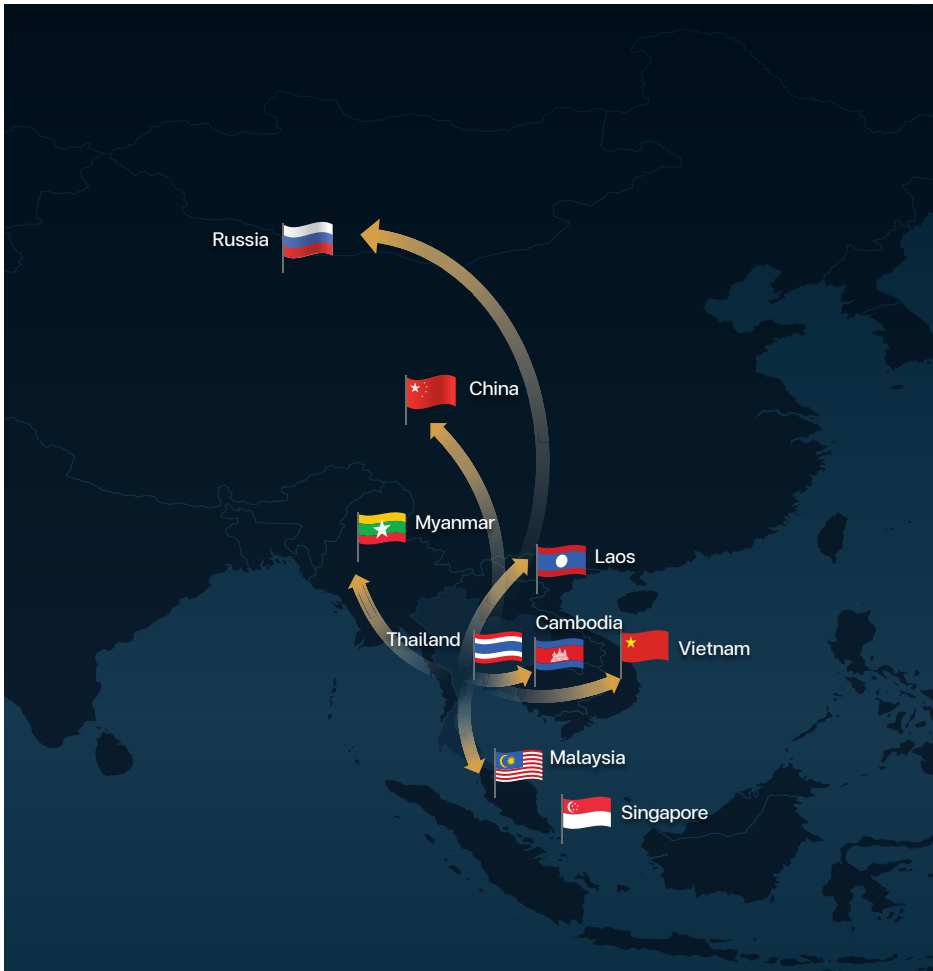 Russia
China
Myanmar
Laos
Cambodia
Thailand
Vietnam
Malaysia
Singapore